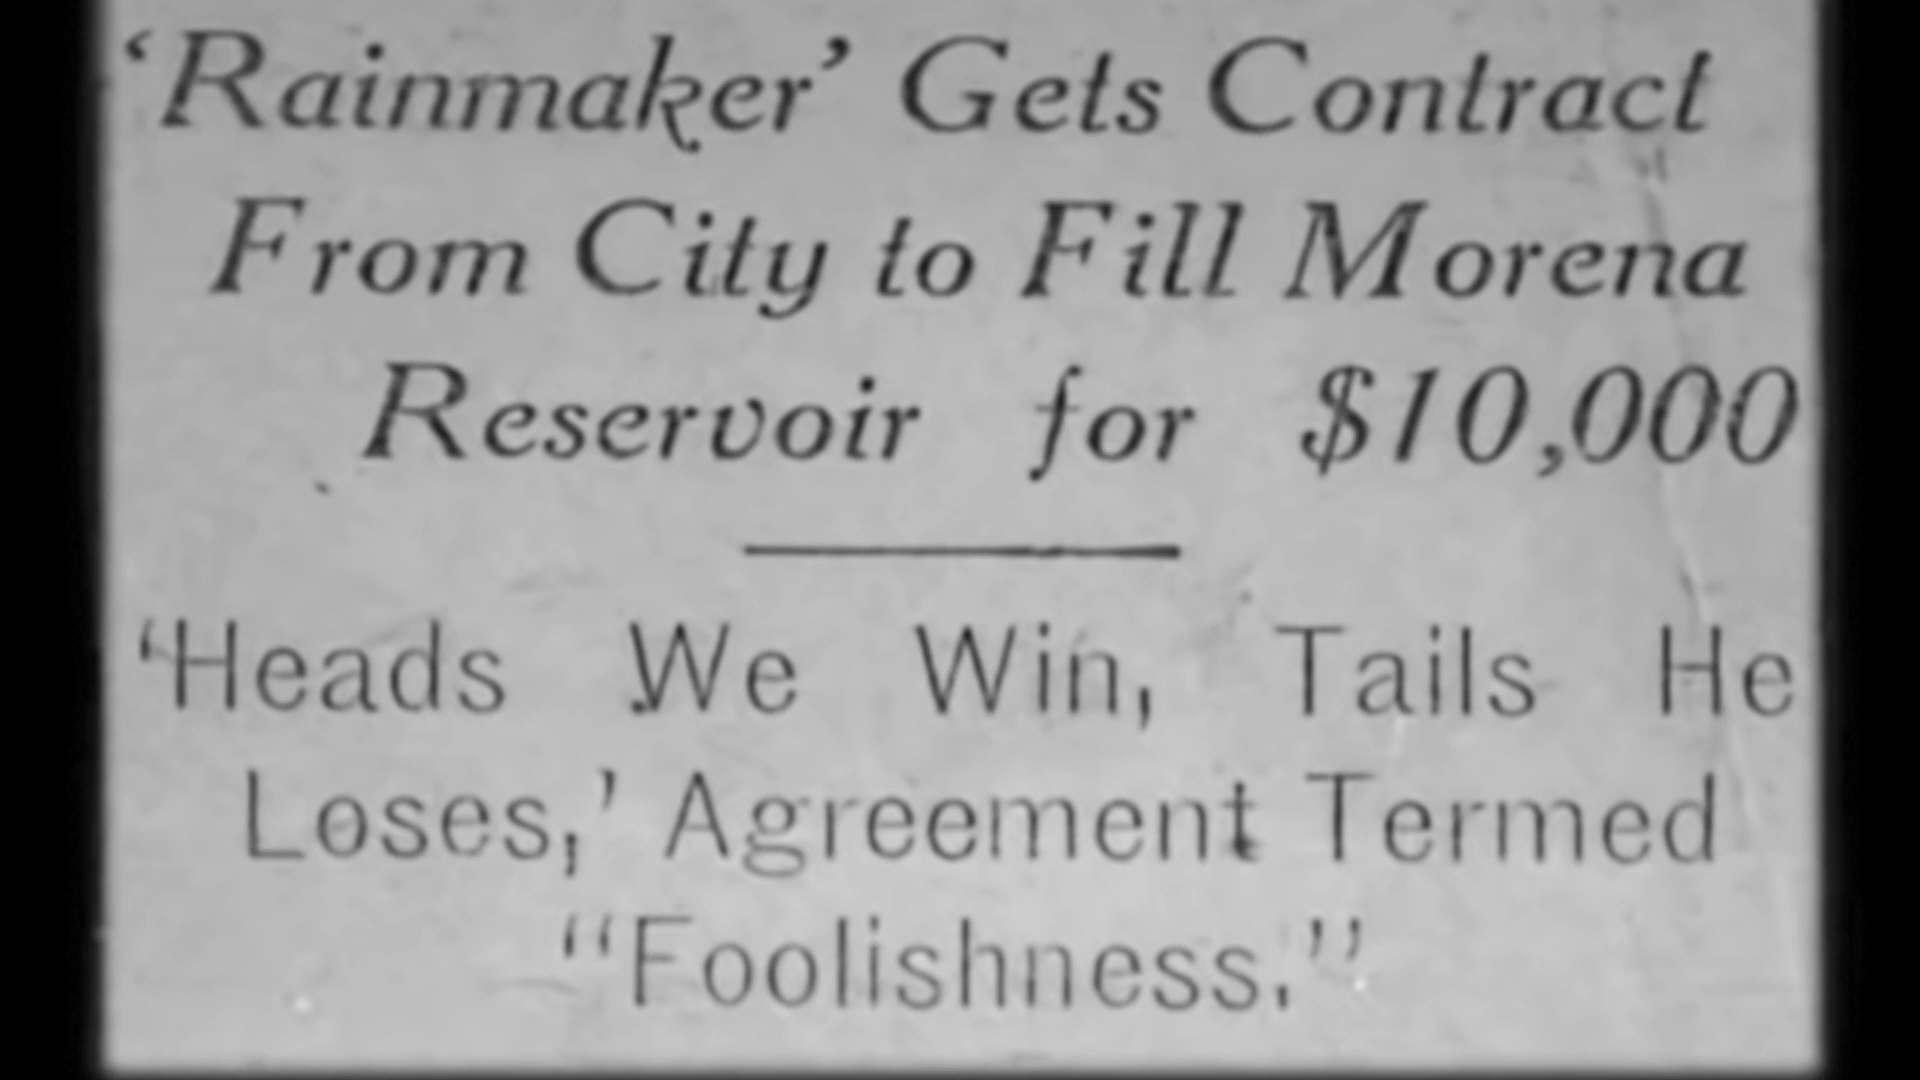 ‘Rainmaker’ Gets Contract
From City to Fill Morena
Reservoir for $10,000
‘Heads We Win, Tails He
Loses,’ Agreement Termed
“Foolishness.”